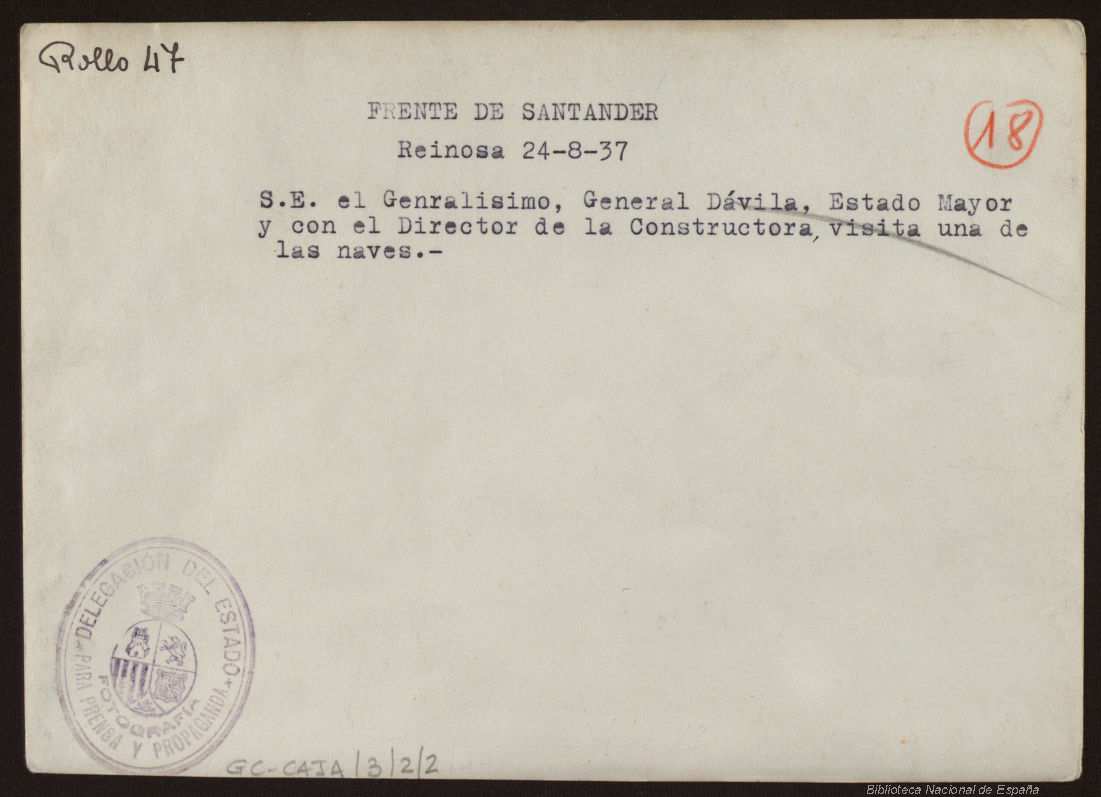 Rollo 47
FRENTE DE SANTANDER
18
Reinosa 24-8-37
S.E. el Genralisimo, General Dávila, Estado Mayor
y con el Director de la Constructora, visita una de
las naves.-
DELEGACIÓN DEL ESTADO
PARA PRENSA Y PROPAGANDA
FOTOGRAFÍA
GC-CAJA/3/2/2
Biblioteca Nacional de España